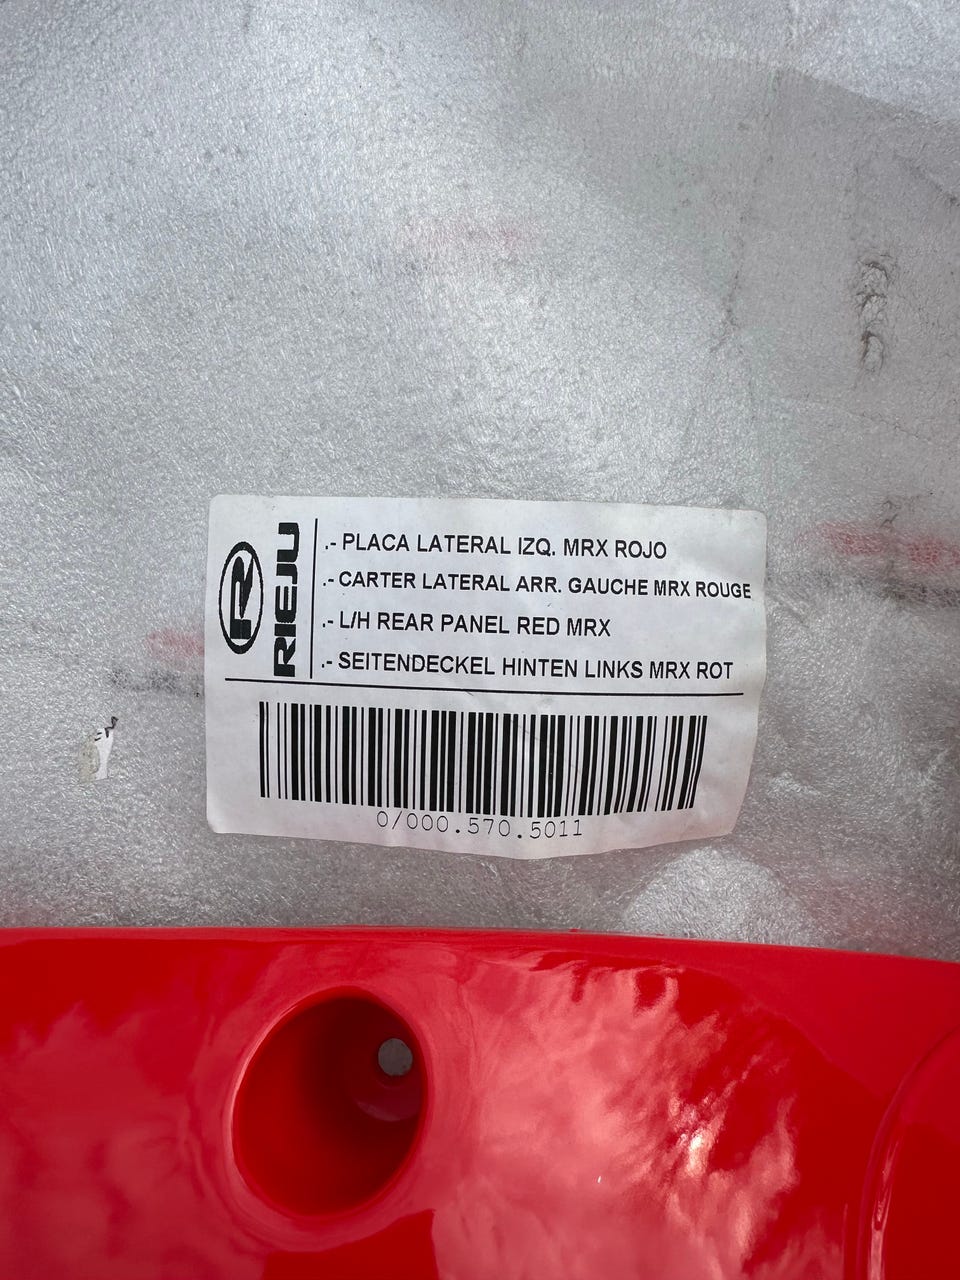 R RIEJU
.- PLACA LATERAL IZQ. MRX ROJO
.- CARTER LATERAL ARR. GAUCHE MRX ROUGE
.- L/H REAR PANEL RED MRX
.- SEITENDECKEL HINTEN LINKS MRX ROT
0/000.570.5011